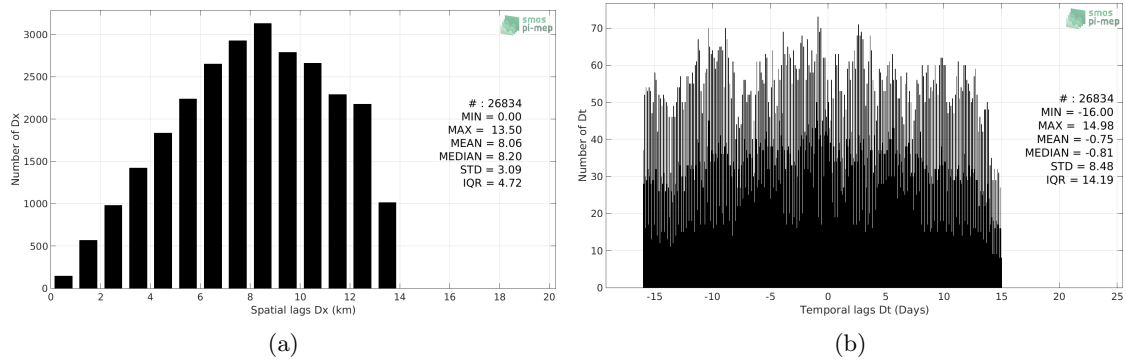 smos
pi-mep
3000
2500
2000
1500
1000
500
0
Number of Dx
# : 26834
MIN = 0.00
MAX = 13.50
MEAN = 8.06
MEDIAN = 8.20
STD = 3.09
IQR = 4.72
0 2 4 6 8 10 12 14 16 18 20
Spatial lags Dx (km)
(a)
smos
pi-mep
70
60
50
40
30
20
10
0
Number of Dt
# : 26834
MIN = -16.00
MAX = 14.98
MEAN = -0.75
MEDIAN = -0.81
STD = 8.48
IQR = 14.19
-15 -10 -5 0 5 10 15 20 25
Temporal lags Dt (Days)
(b)